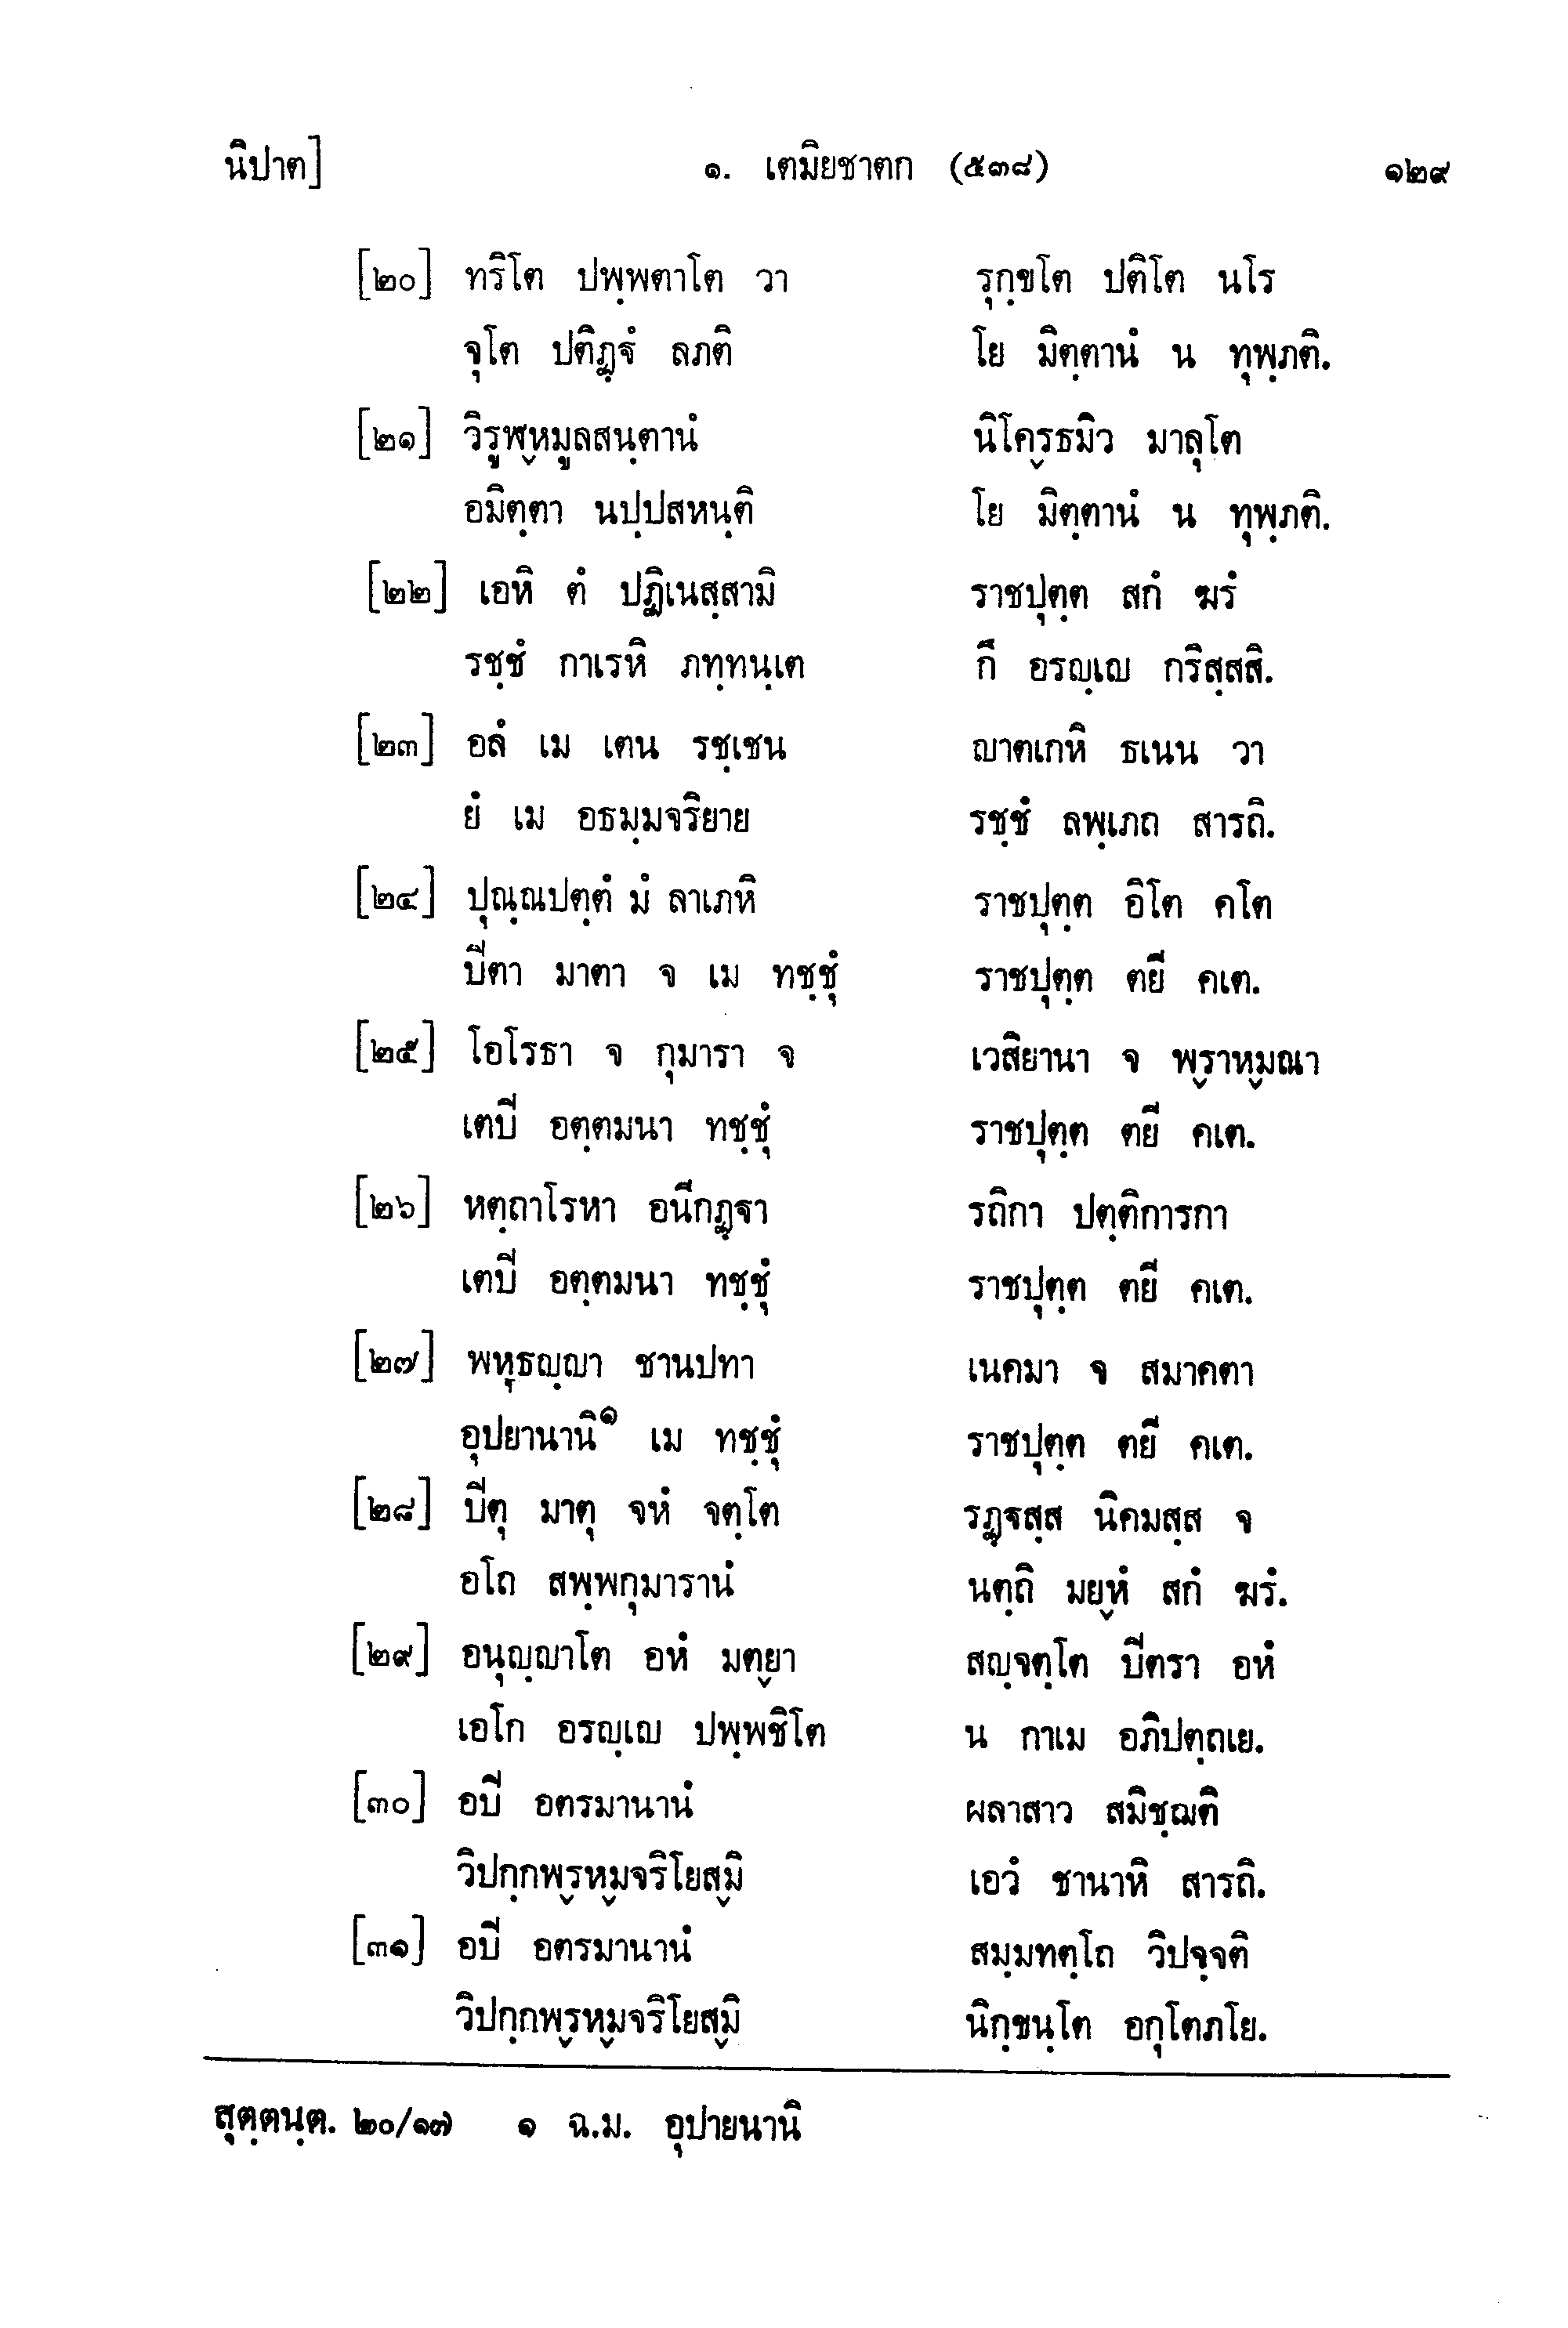 นิปาต] ๑. เตมิยชาตก (๕๓๘) ๑๒๙
[๒๐] ทริโต ปพฺพตาโต วา รุกฺขโต ปติโต นโร
จุโต ปติฏฺฐํ ลภติ โย มิตฺตานํ น ทุพฺภติ.
[๒๑] วิรูฬฺหมูลสนฺตานํ นิโคฺรธมิว มาลุโต
อมิตฺตา นปฺปสหนฺติ โย มิตฺตานํ น ทุพฺภติ.
[๒๒] เอหิ ตํ ปฏิเนสฺสามิ ราชปุตฺต สกํ ฆรํ
รชฺชํ กาเรหิ ภทฺทนฺเต กึ อรญฺเญ กริสฺสสิ.
[๒๓] อลํ เม เตน รชฺเชน ญาตเกหิ ธเนน วา
ยํ เม อธมฺมจริยาย รชฺชํ ลพฺเภถ สารถิ.
[๒๔] ปุณฺณปตฺตํ มํ ลาเภหิ ราชปุตฺต อิโต คโต
ปิตา มาตา จ เม ทชฺชุํ ราชปุตฺต ตยิ คเต.
[๒๕] โอโรธา จ กุมารา จ เวสิยานา จ พฺราหฺมณา
เตปิ อตฺตมนา ทชฺชุํ ราชปุตฺต ตยิ คเต.
[๒๖] หตฺถาโรหา อนีกฏฺฐา รถิกา ปตฺติการกา
เตปิ อตฺตมนา ทชฺชุํ ราชปุตฺต ตยิ คเต.
[๒๗] พหุธญฺญา ชานปทา เนคมา จ สมาคตา
อุปยานานิ๑ เม ทชฺชุํ ราชปุตฺต ตยิ คเต.
[๒๘] ปิตุ มาตุ จหํ จตฺโต รฏฺฐสฺส นิคมสฺส จ
อโถ สพฺพกุมารานํ นตฺถิ มยฺหํ สกํ ฆรํ.
[๒๙] อนุญฺญาโต อหํ มตฺยา สญฺจตฺโต ปิตรา อหํ
เอโก อรญฺเญ ปพฺพชิโต น กาเม อภิปตฺถเย.
[๓๐] อปิ อตรมานานํ ผลาสาว สมิชฺฌติ
วิปกฺกพฺรหฺมจริโยสฺมิ เอวํ ชานาหิ สารถิ.
[๓๑] อปิ อตรมานานํ สมฺมทตฺโถ วิปจฺจติ
วิปกฺกพฺรหฺมจริโยสฺมิ นิกฺขนฺโต อกุโตภโย.
สุตฺตนฺต. ๒๐/๑๗ ๑ ฉ.ม. อุปายนานิ